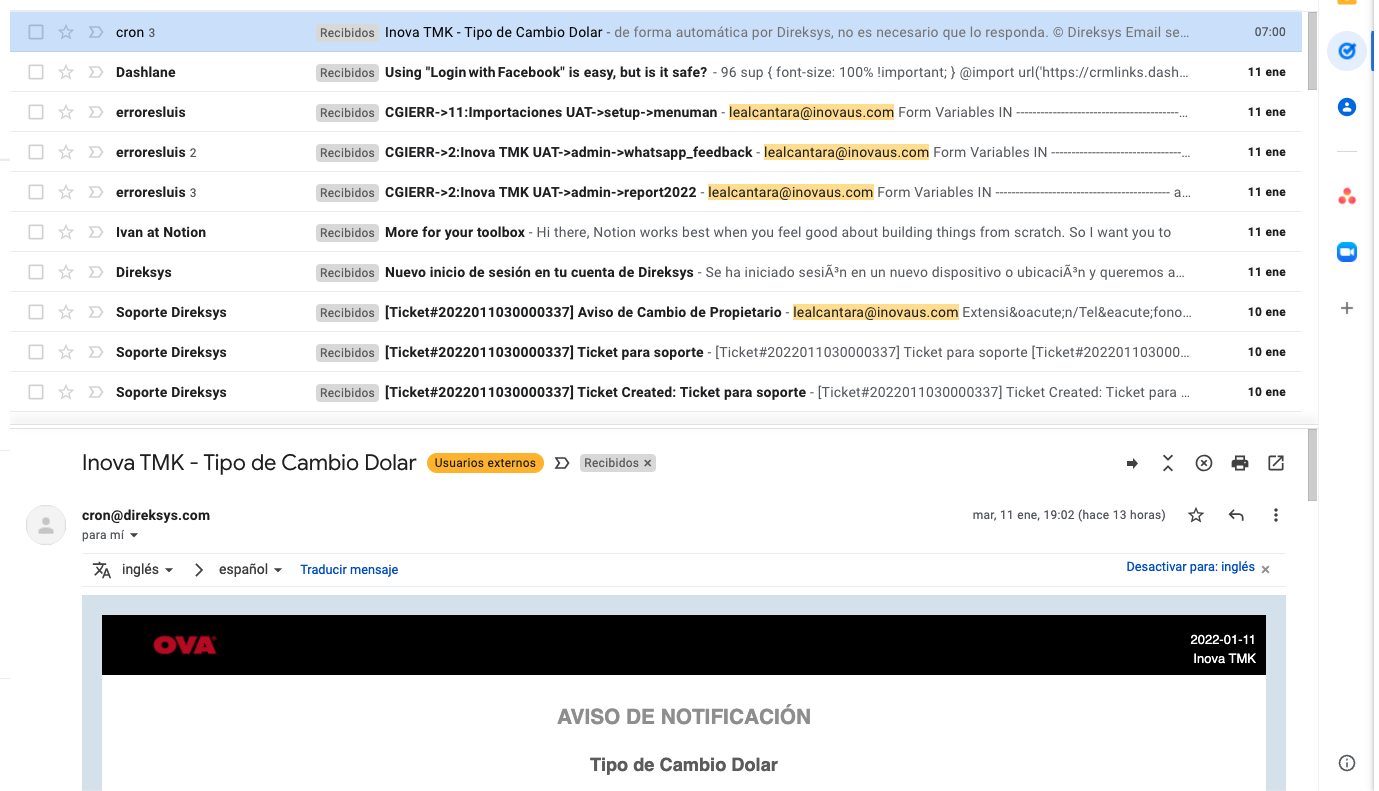 cron 3 Recibidos Inova TMK - Tipo de Cambio Dolar - de forma automática por Direksys, no es necesario que lo responda. © Direksys Email se… 07:00
Dashlane Recibidos Using "Login with Facebook" is easy, but is it safe? - 96 sup { font-size: 100% !important; } @import url('https://crmlinks.dash… 11 ene
erroresluis Recibidos CGIERR->11:Importaciones UAT->setup->menuman - lealcantara@inovaus.com Form Variables IN ----------------------------------------… 11 ene
erroresluis 2 Recibidos CGIERR->2:Inova TMK UAT->admin->whatsapp_feedback - lealcantara@inovaus.com Form Variables IN --------------------------------… 11 ene
erroresluis 3 Recibidos CGIERR->2:Inova TMK UAT->admin->report2022 - lealcantara@inovaus.com Form Variables IN ------------------------------------------- a… 11 ene
Ivan at Notion Recibidos More for your toolbox - Hi there, Notion works best when you feel good about building things from scratch. So I want you to 11 ene
Direksys Recibidos Nuevo inicio de sesión en tu cuenta de Direksys - Se ha iniciado sesiÃ³n en un nuevo dispositivo o ubicaciÃ³n y queremos a… 11 ene
Soporte Direksys Recibidos [Ticket#2022011030000337] Aviso de Cambio de Propietario - lealcantara@inovaus.com Extensi&oacute;n/Tel&eacute;fono… 10 ene
Soporte Direksys Recibidos [Ticket#2022011030000337] Ticket para soporte - [Ticket#2022011030000337] Ticket para soporte [Ticket#20220110300​00… 10 ene
Soporte Direksys Recibidos [Ticket#2022011030000337] Ticket Created: Ticket para soporte - [Ticket#2022011030000337] Ticket Created: Ticket para … 10 ene
Inova TMK - Tipo de Cambio Dolar Usuarios externos Recibidos ×
cron@direksys.com mar, 11 ene, 19:02 (hace 13 horas)
para mí
inglés > español Traducir mensaje Desactivar para: inglés ×
OVA 2022-01-11
Inova TMK
AVISO DE NOTIFICACIÓN
Tipo de Cambio Dolar